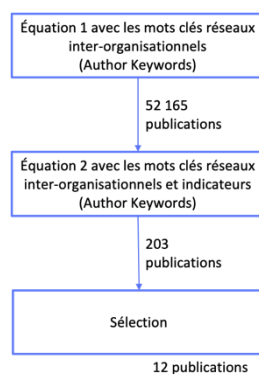 Équation 1 avec les mots clés réseaux
inter-organisationnels
(Author Keywords)
52 165
publications
Équation 2 avec les mots clés réseaux
inter-organisationnels et indicateurs
(Author Keywords)
203
publications
Sélection
12 publications